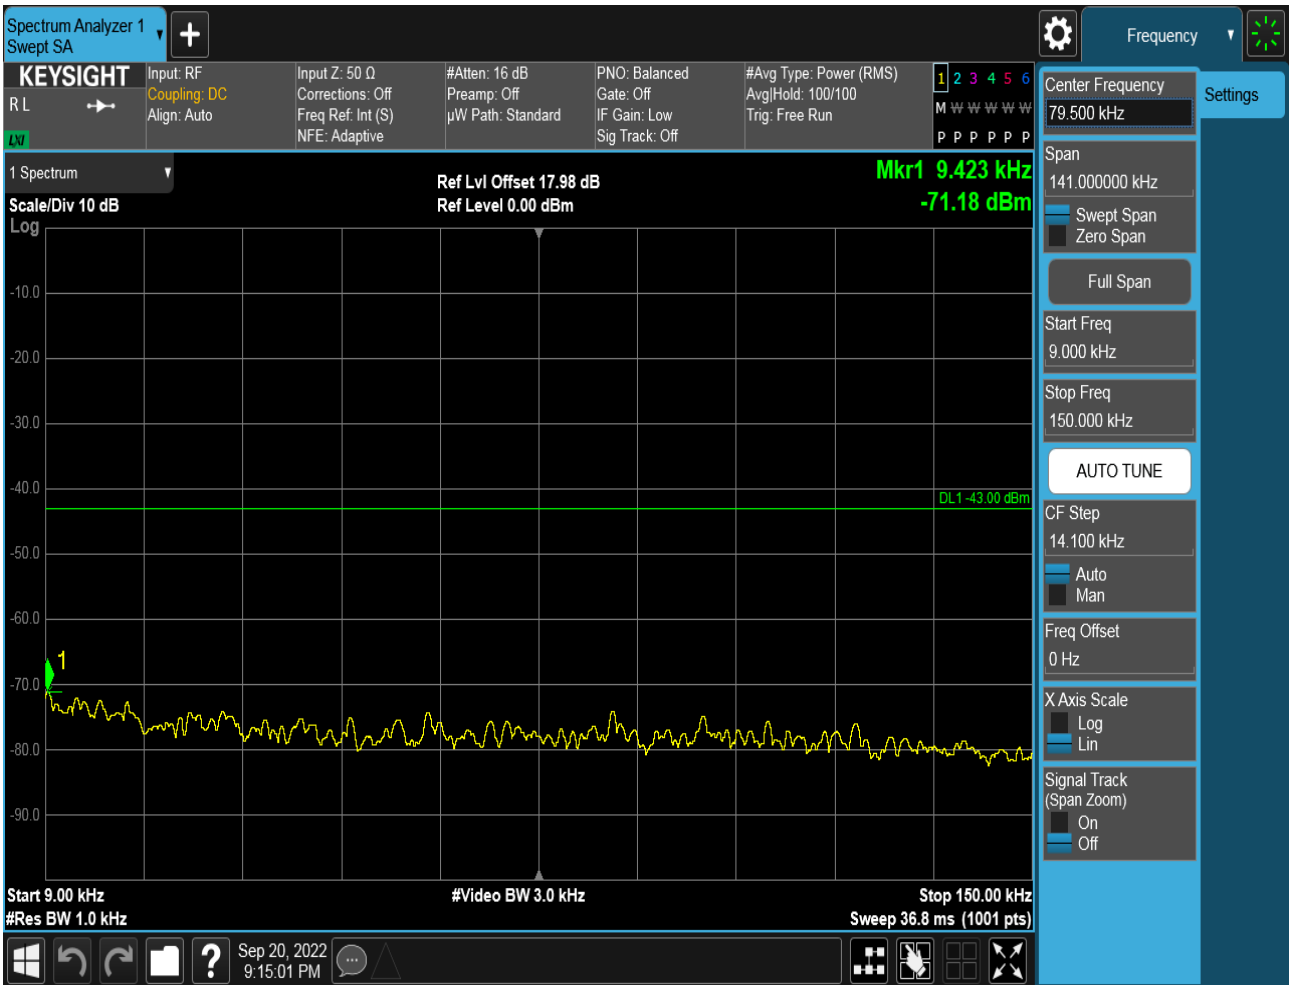 Spectrum Analyzer 1
Swept SA
Frequency
KEYSIGHT
R L
LXI
Input: RF
Coupling: DC
Align: Auto
Input Z: 50 Ω
Corrections: Off
Freq Ref: Int (S)
NFE: Adaptive
#Atten: 16 dB
Preamp: Off
µW Path: Standard
PNO: Balanced
Gate: Off
IF Gain: Low
Sig Track: Off
#Avg Type: Power (RMS)
Avg|Hold: 100/100
Trig: Free Run
1 2 3 4 5 6
M W W W W W
P P P P P P
1 Spectrum
Scale/Div 10 dB
Log
Ref Lvl Offset 17.98 dB
Ref Level 0.00 dBm
Mkr1 9.423 kHz
-71.18 dBm
-10.0
-20.0
-30.0
-40.0
DL1 -43.00 dBm
-50.0
-60.0
1
-70.0
-80.0
-90.0
Start 9.00 kHz
#Video BW 3.0 kHz
Stop 150.00 kHz
#Res BW 1.0 kHz
Sweep 36.8 ms (1001 pts)
Sep 20, 2022
9:15:01 PM
Center Frequency
79.500 kHz
Settings
Span
141.000000 kHz
Swept Span
Zero Span
Full Span
Start Freq
9.000 kHz
Stop Freq
150.000 kHz
AUTO TUNE
CF Step
14.100 kHz
Auto
Man
Freq Offset
0 Hz
X Axis Scale
Log
Lin
Signal Track
(Span Zoom)
On
Off